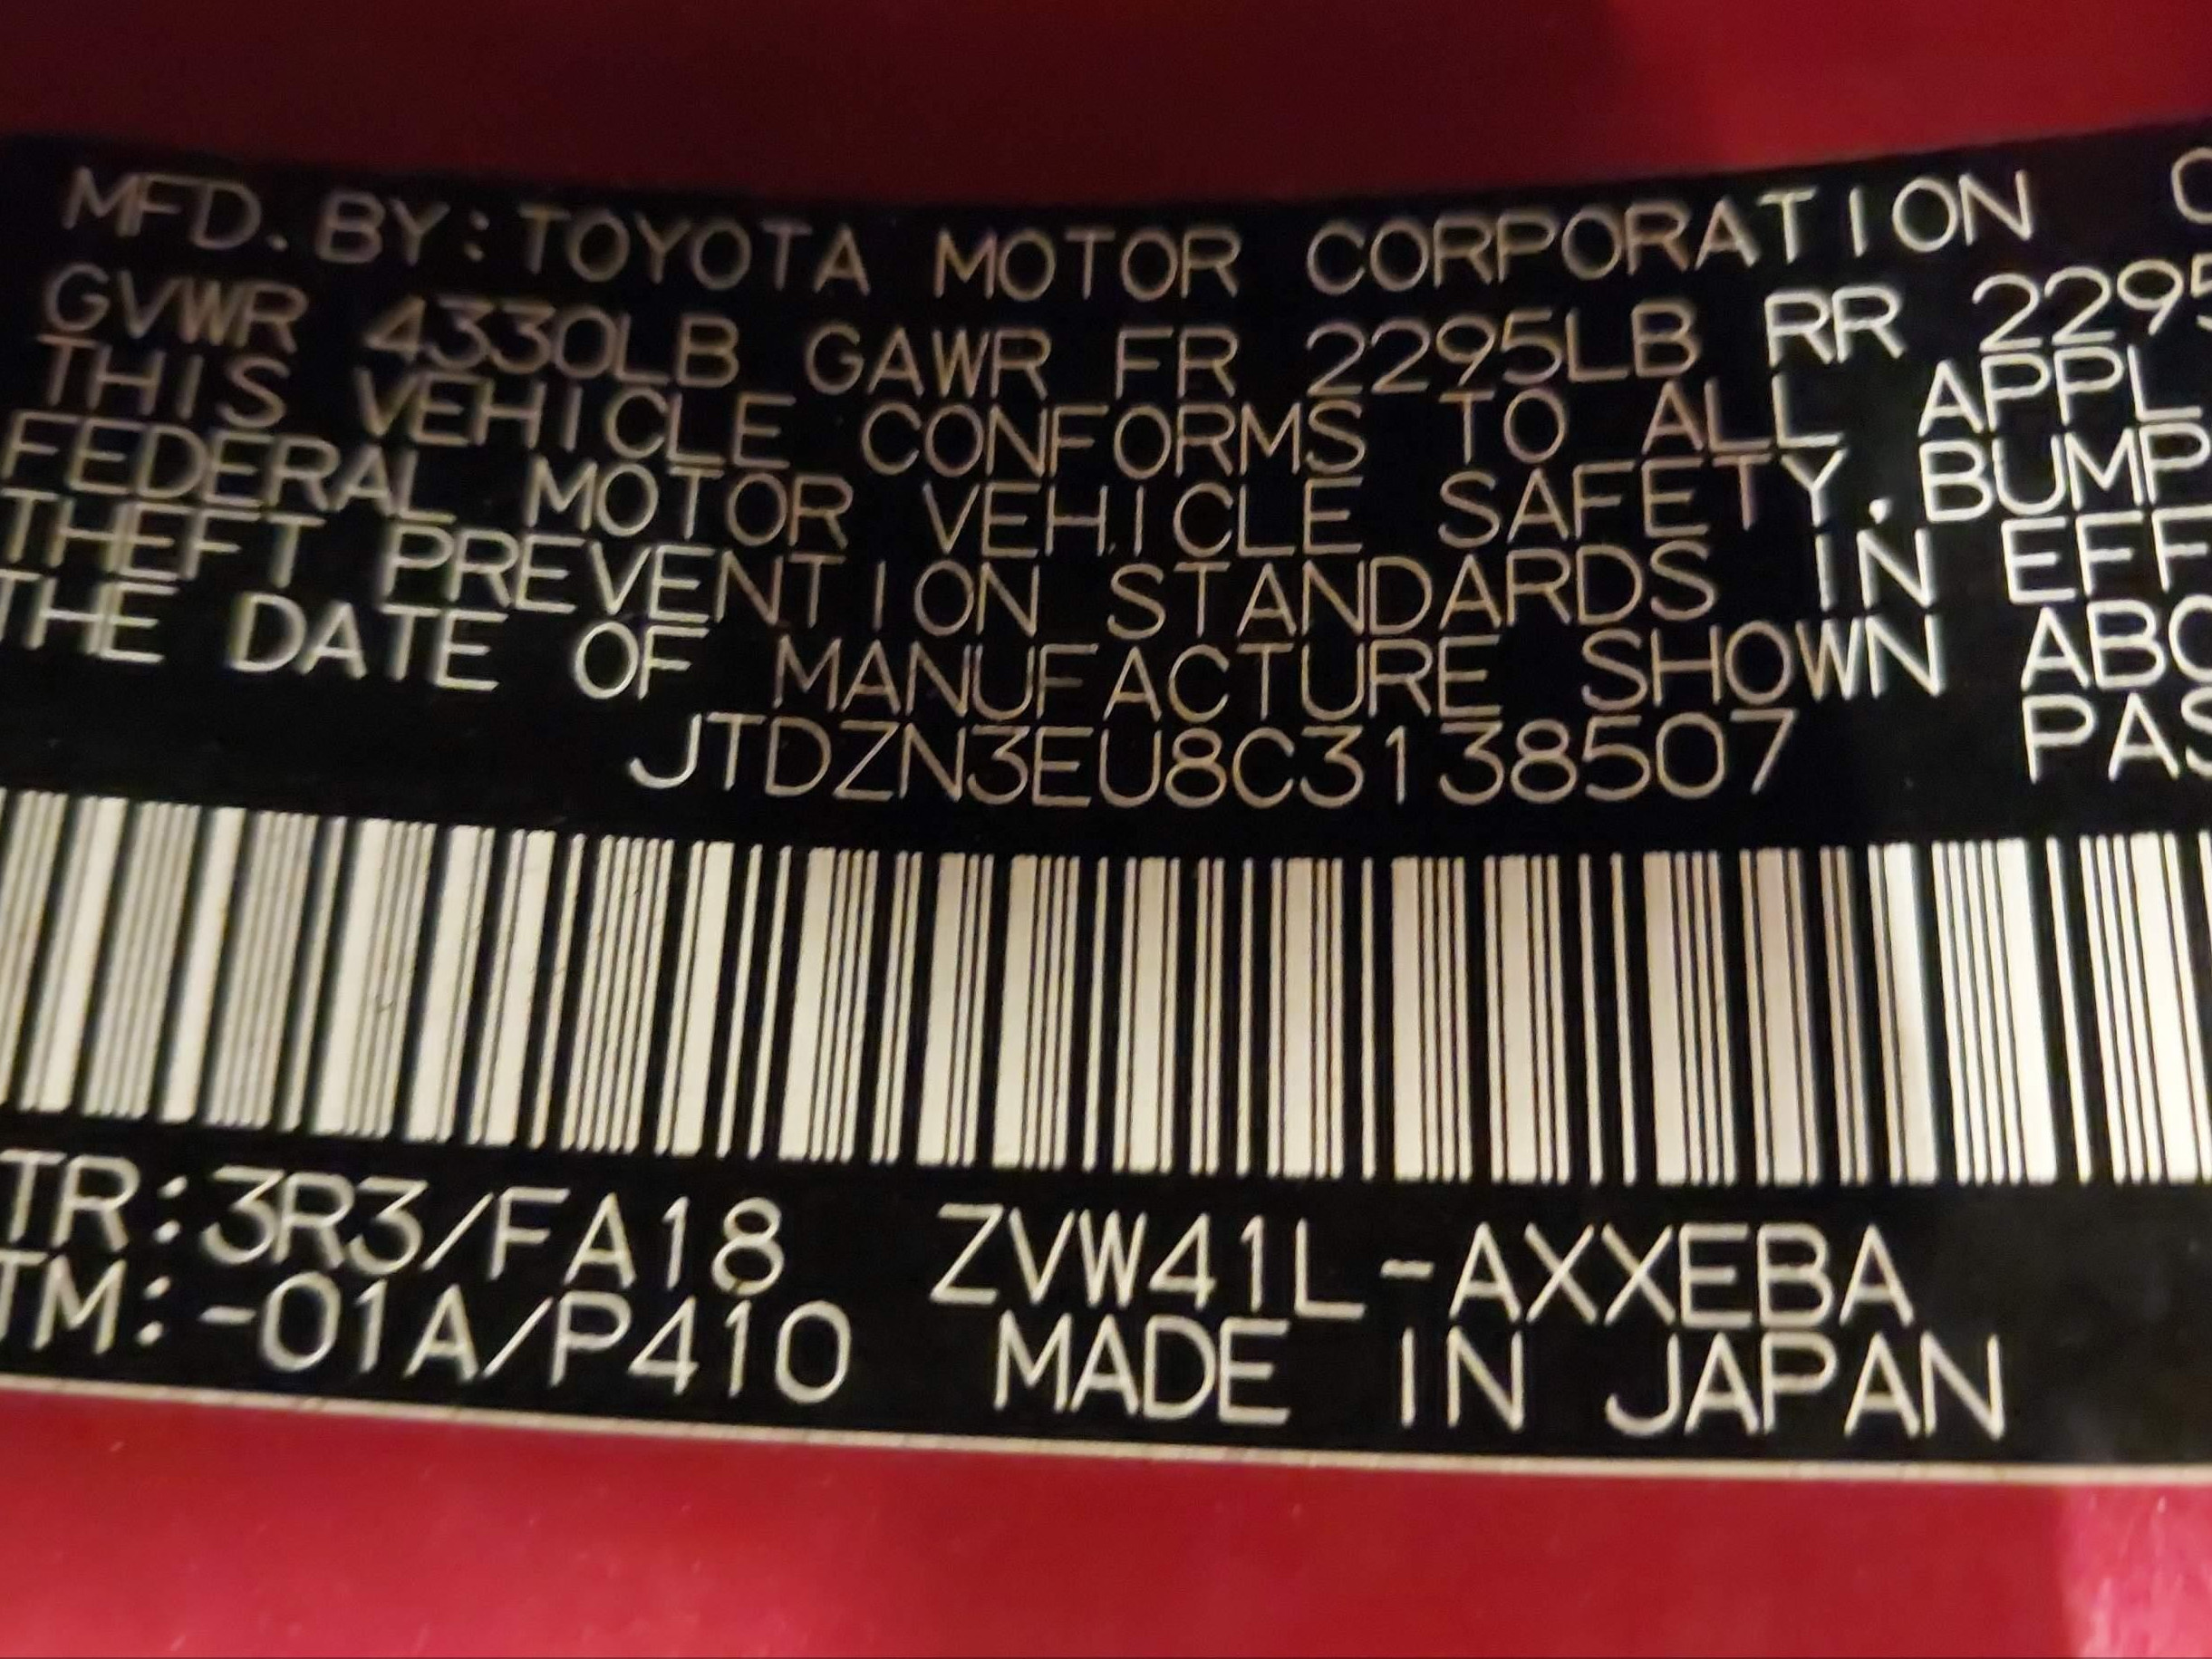 MFD. BY: TOYOTA MOTOR CORPORATION
GVWR 4330LB GAWR FR 2295LB RR 2295
THIS VEHICLE CONFORMS TO ALL APPL
FEDERAL MOTOR VEHICLE SAFETY, BUMP
THEFT PREVENTION STANDARDS IN EFF
THE DATE OF MANUFACTURE SHOWN ABO
JTDZN3EU8C3138507 PAS
TR:3R3/FA18 ZVW41L-AXXEBA
TM:-01A/P410 MADE IN JAPAN